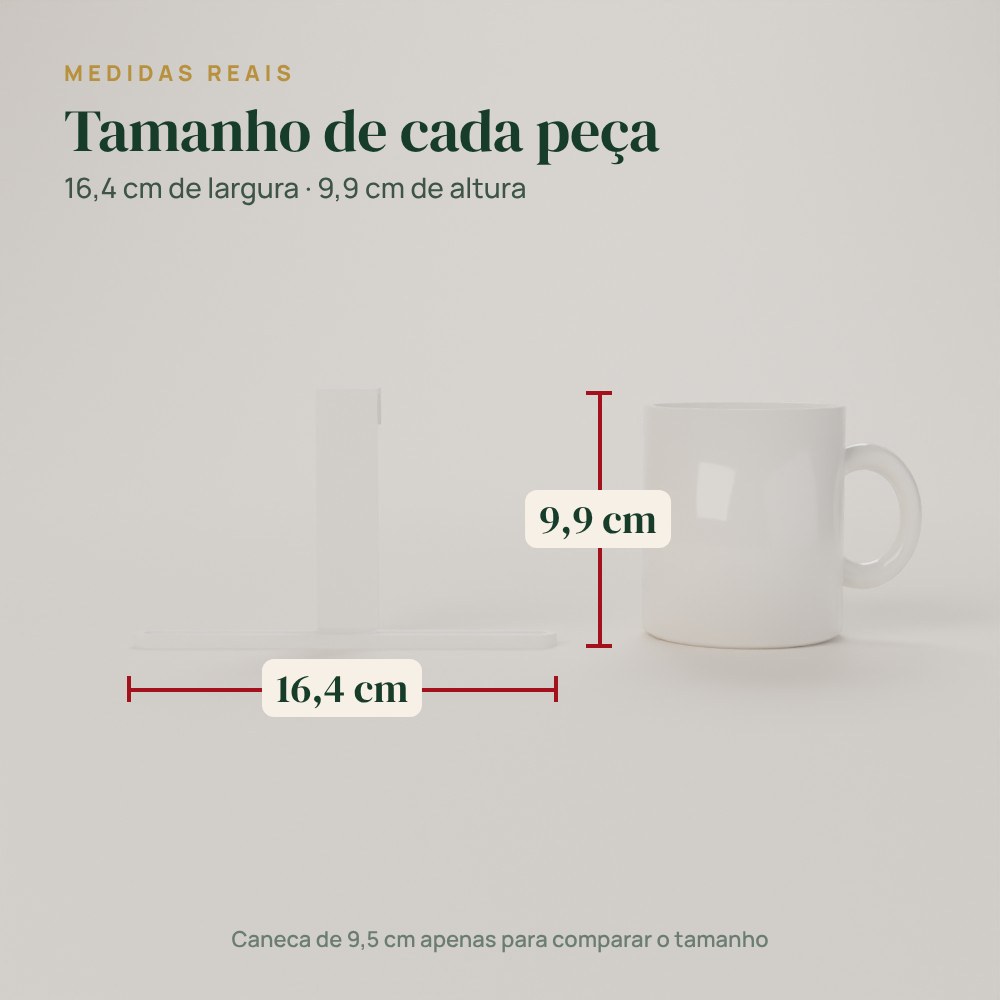 MEDIDAS REAIS
Tamanho de cada peça
16,4 cm de largura · 9,9 cm de altura
9,9 cm
16,4 cm
Caneca de 9,5 cm apenas para comparar o tamanho